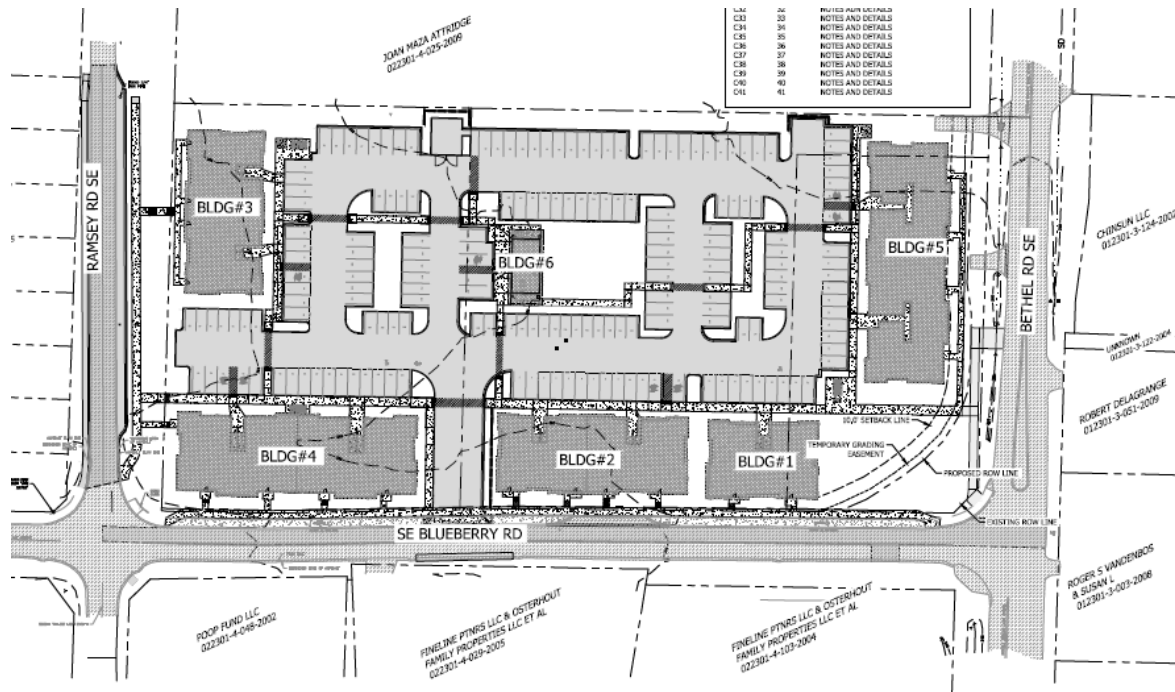 C32 32 NOTES ADN DETAILS
C33 33 NOTES AND DETAILS
C34 34 NOTES AND DETAILS
C35 35 NOTES AND DETAILS
C36 36 NOTES AND DETAILS
C37 37 NOTES AND DETAILS
C38 38 NOTES AND DETAILS
C39 39 NOTES AND DETAILS
C40 40 NOTES AND DETAILS
C41 41 NOTES AND DETAILS
JOAN MAZA ATTRIDGE
022301-4-025-2009
SD
RAMSEY RD SE
BLDG#3
BLDG#6
BLDG#5
BETHEL RD SE
CHINSUN LLC
012301-3-124-2002
UNKNOWN
012301-3-122-2004
ROBERT DELAGRANGE
012301-3-051-2009
10.0' SETBACK LINE
TEMPORARY GRADING
EASEMENT
PROPOSED ROW LINE
EXISTING ROW LINE
BLDG#4
BLDG#2
BLDG#1
SE BLUEBERRY RD
ROGER S VANDENBOS
& SUSAN L
012301-3-003-2008
POOP FUND LLC
022301-4-048-2002
FINELINE PTNRS LLC & OSTERHOUT
FAMILY PROPERTIES LLC ET AL
022301-4-029-2005
FINELINE PTNRS LLC & OSTERHOUT
FAMILY PROPERTIES LLC ET AL
022301-4-103-2004